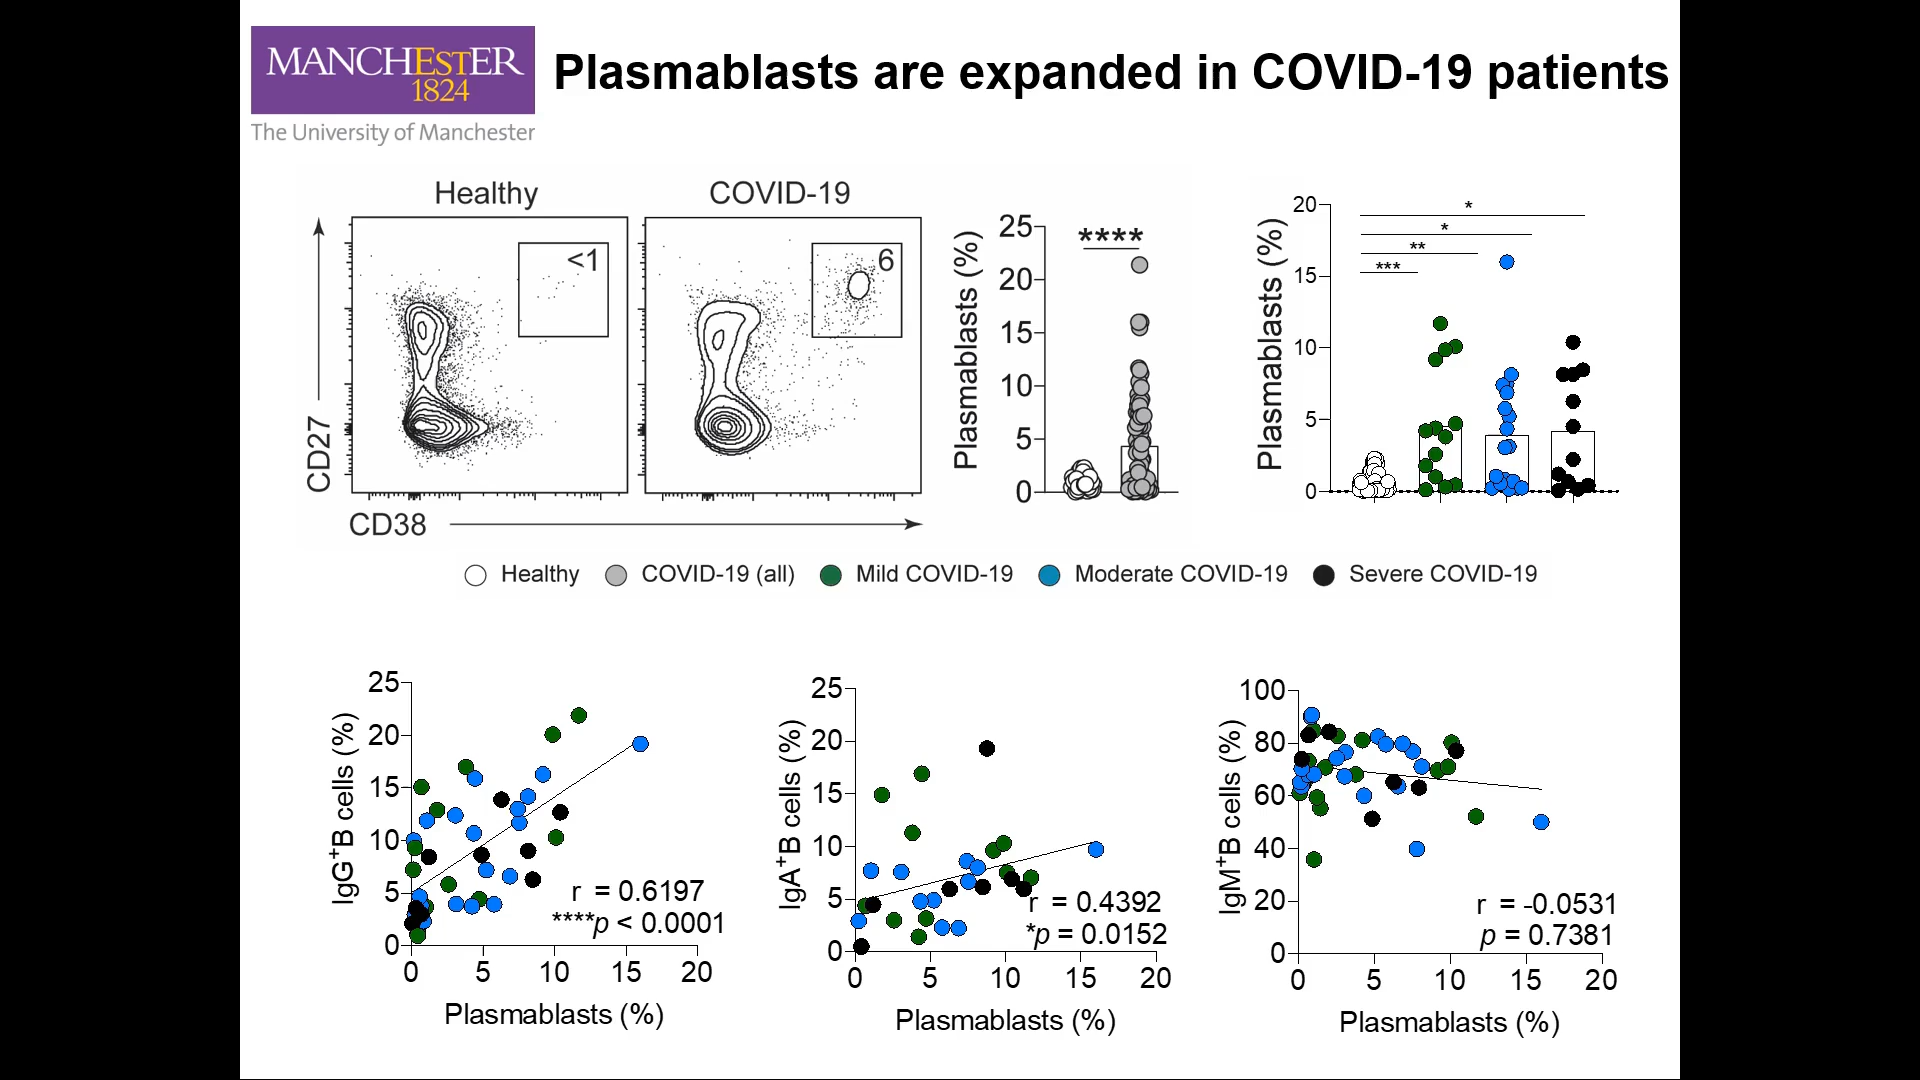 MANCHESTER
1824
The University of Manchester
Plasmablasts are expanded in COVID-19 patients
Healthy
COVID-19
<1
6
CD27
CD38
Plasmablasts (%)
25
20
15
10
5
0
****
Plasmablasts (%)
20
15
10
5
0
*
*
**
***
Healthy
COVID-19 (all)
Mild COVID-19
Moderate COVID-19
Severe COVID-19
IgG+B cells (%)
25
20
15
10
5
0
r = 0.6197
****p < 0.0001
0 5 10 15 20
Plasmablasts (%)
IgA+B cells (%)
25
20
15
10
5
0
r = 0.4392
*p = 0.0152
0 5 10 15 20
Plasmablasts (%)
IgM+B cells (%)
100
80
60
40
20
0
r = -0.0531
p = 0.7381
0 5 10 15 20
Plasmablasts (%)